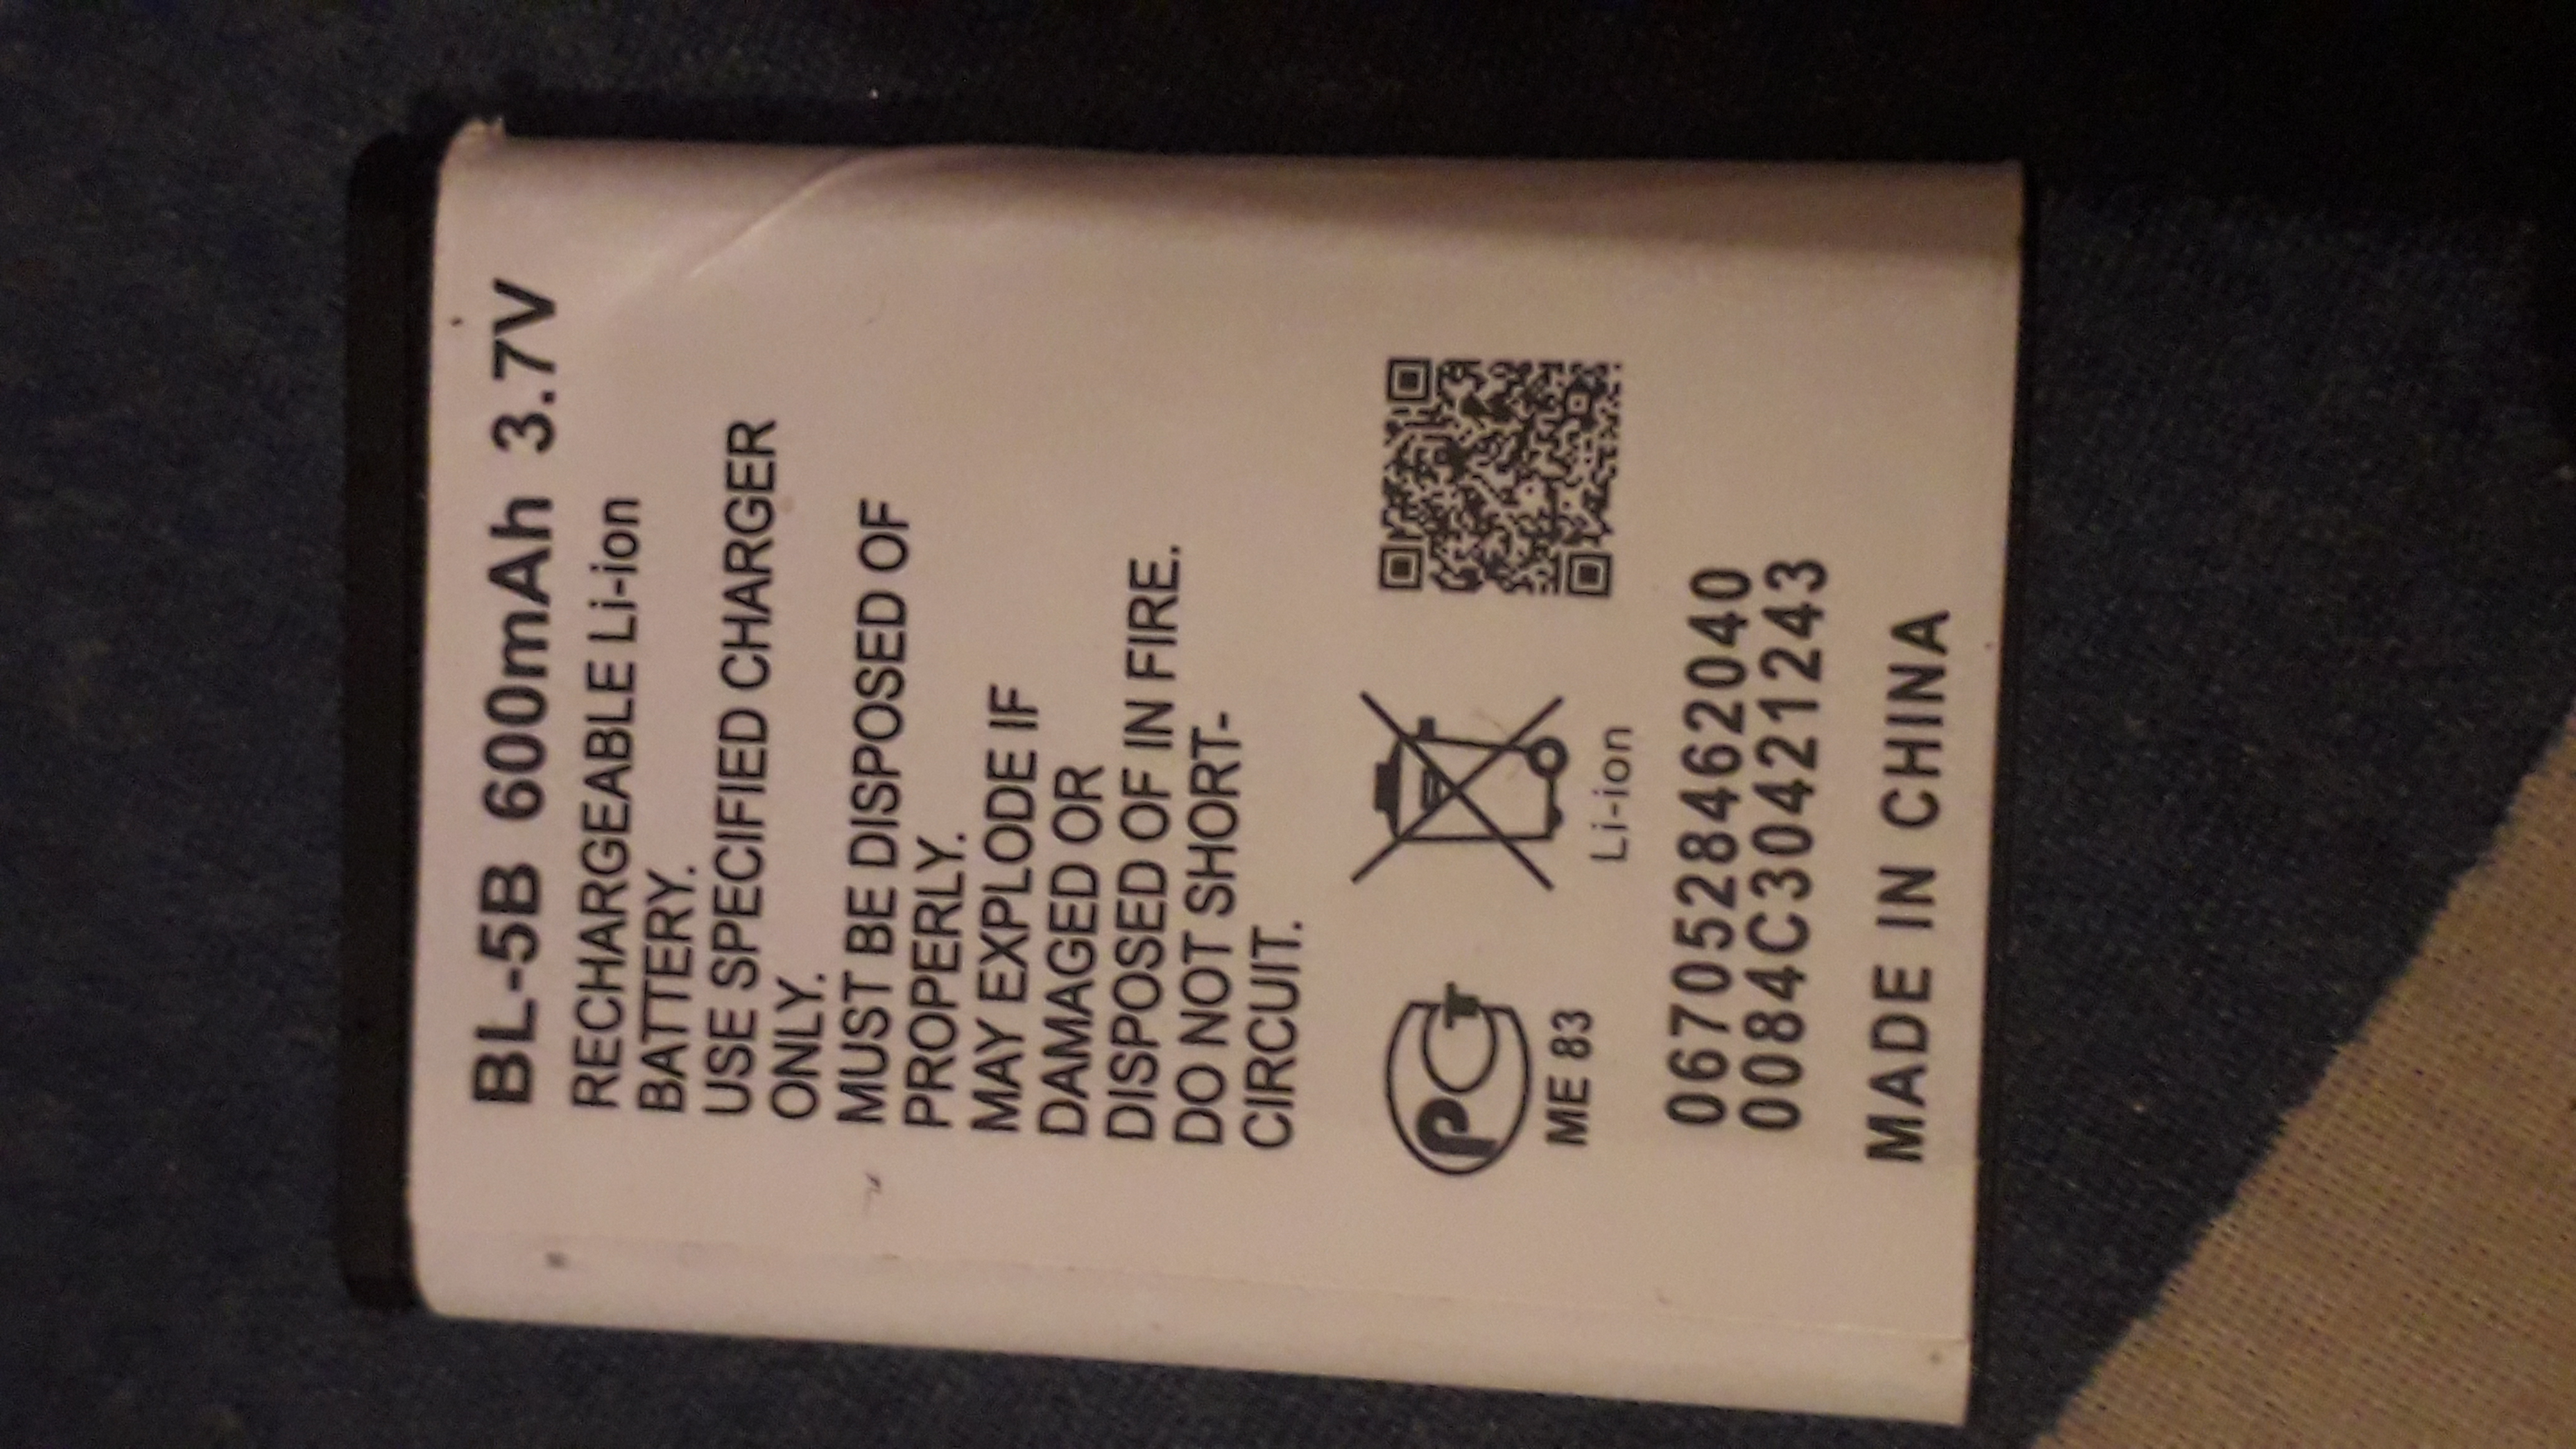 BL-5B 600mAh 3.7V
RECHARGEABLE Li-ion
BATTERY.
USE SPECIFIED CHARGER
ONLY.
MUST BE DISPOSED OF
PROPERLY.
MAY EXPLODE IF
DAMAGED OR
DISPOSED OF IN FIRE.
DO NOT SHORT-
CIRCUIT.
PCT
ME 83
Li-ion
0670528462040
0084C30421243
MADE IN CHINA